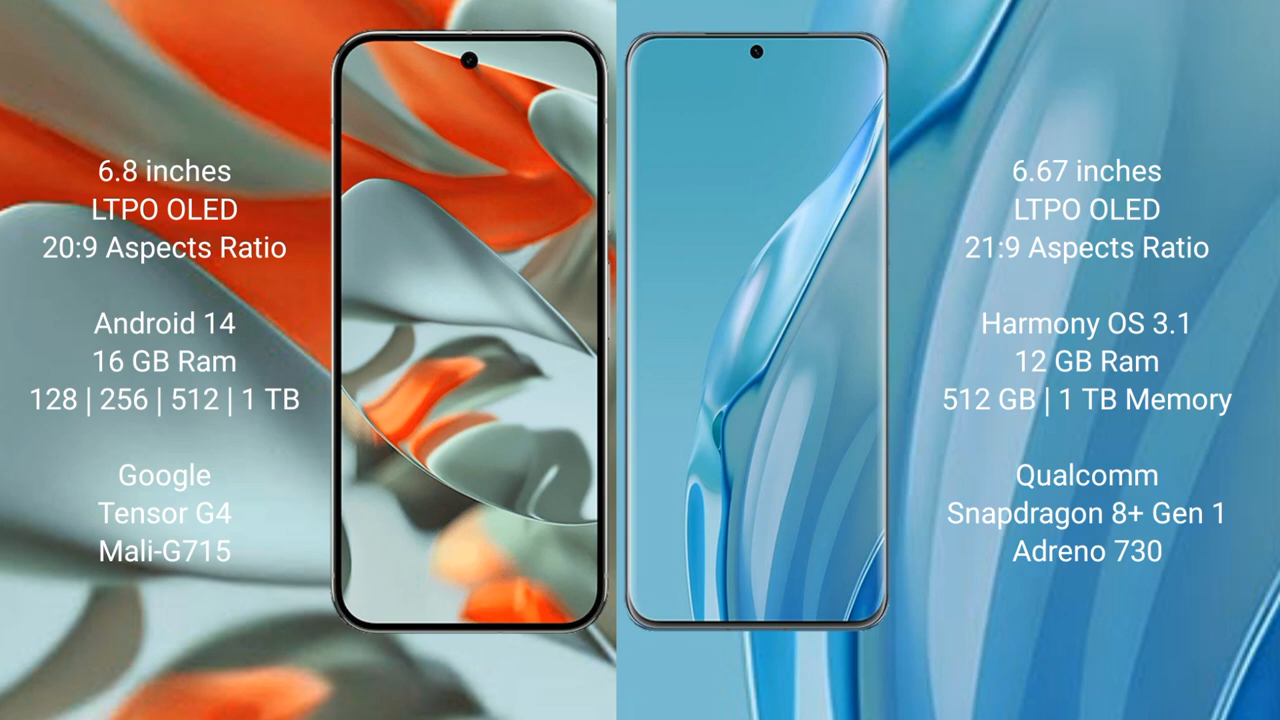 6.8 inches
LTPO OLED
20:9 Aspects Ratio
Android 14
16 GB Ram
128 | 256 | 512 | 1 TB
Google
Tensor G4
Mali-G715
6.67 inches
LTPO OLED
21:9 Aspects Ratio
Harmony OS 3.1
12 GB Ram
512 GB | 1 TB Memory
Qualcomm
Snapdragon 8+ Gen 1
Adreno 730